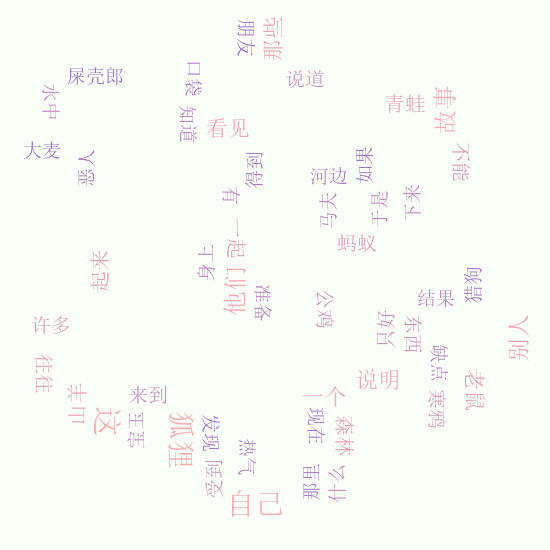 朋友
那些
屎壳郎
口袋
说道
水中
青蛙
故事
知道
看见
大麦
恶人
得到
河边
如果
不能
有
马夫
于是
下来
一起
蚂蚁
身上
起来
他们
准备
公鸡
结果
猎狗
许多
只好
东西
别人
缺点
往往
说明
老鼠
山羊
来到
一个
寒鸦
这
宝玉
狐狸
发现
现在
森林
热气
受到
那里
什么
自己